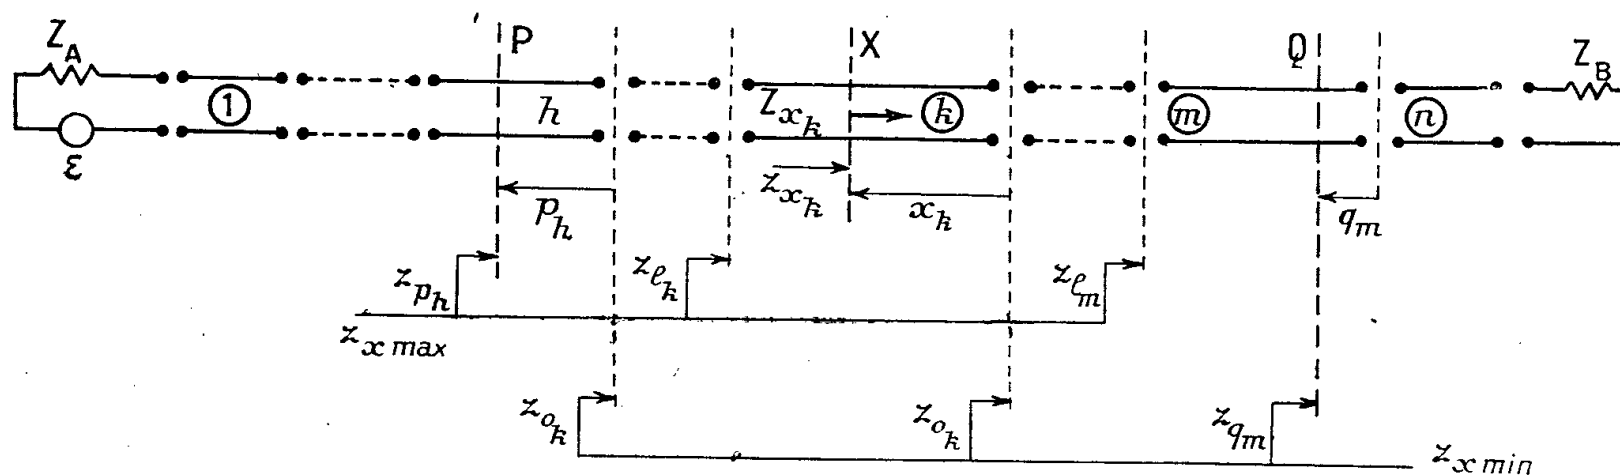 Z_A P X Q Z_B
① h Z_{x_k} k m n
ε
z_{x_k} x_k q_m
p_h
z_{p_h} z_{ℓ_k} z_{ℓ_m}
z_{x max}
z_{o_k} z_{o_k} z_{q_m}
z_{x min}